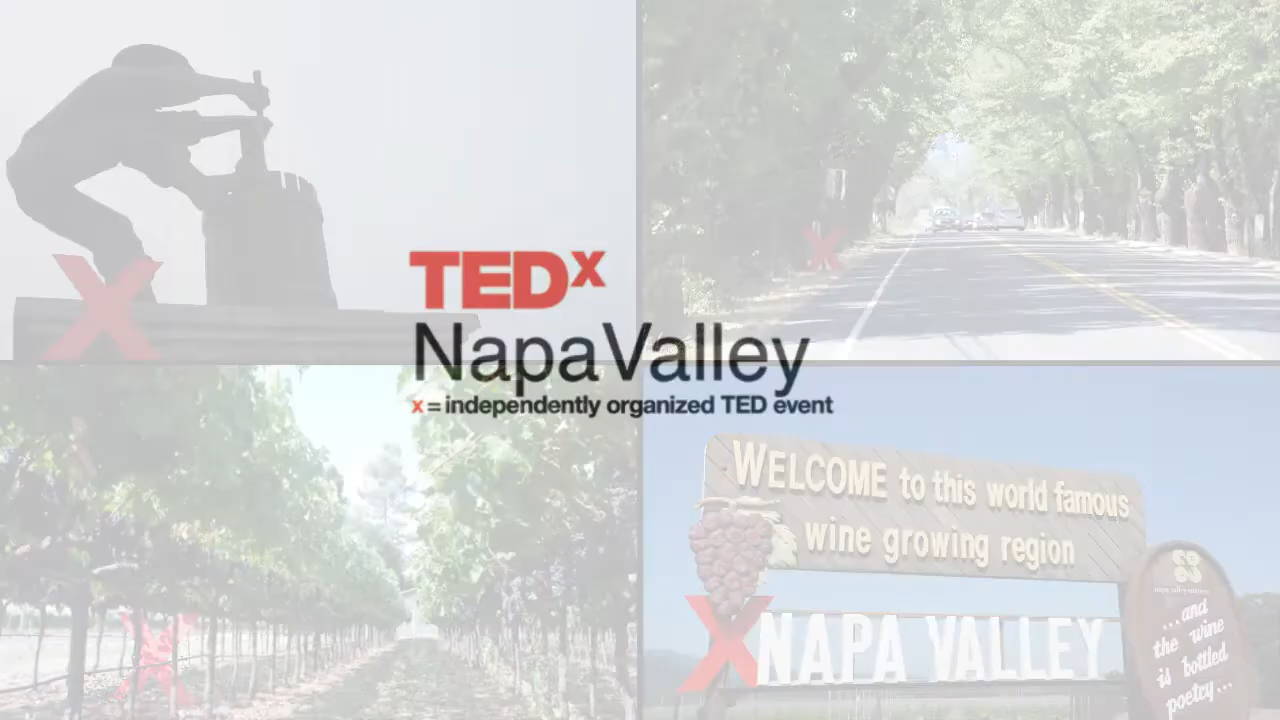 TEDx
NapaValley
x = independently organized TED event
WELCOME to this world famous
wine growing region
X NAPA VALLEY
...and
the wine
is bottled
poetry...
X
X
X